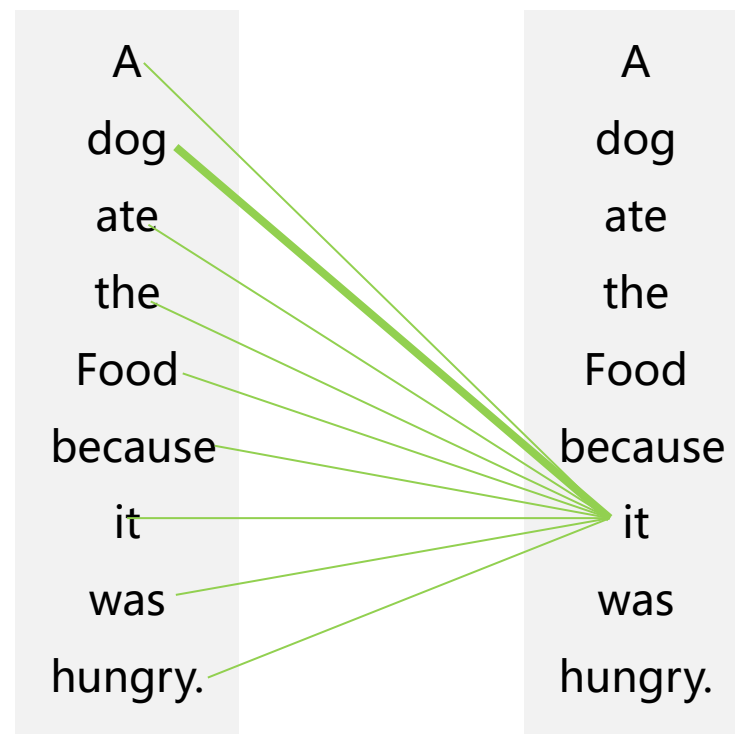 A
dog
ate
the
Food
because
it
was
hungry.
A
dog
ate
the
Food
because
it
was
hungry.